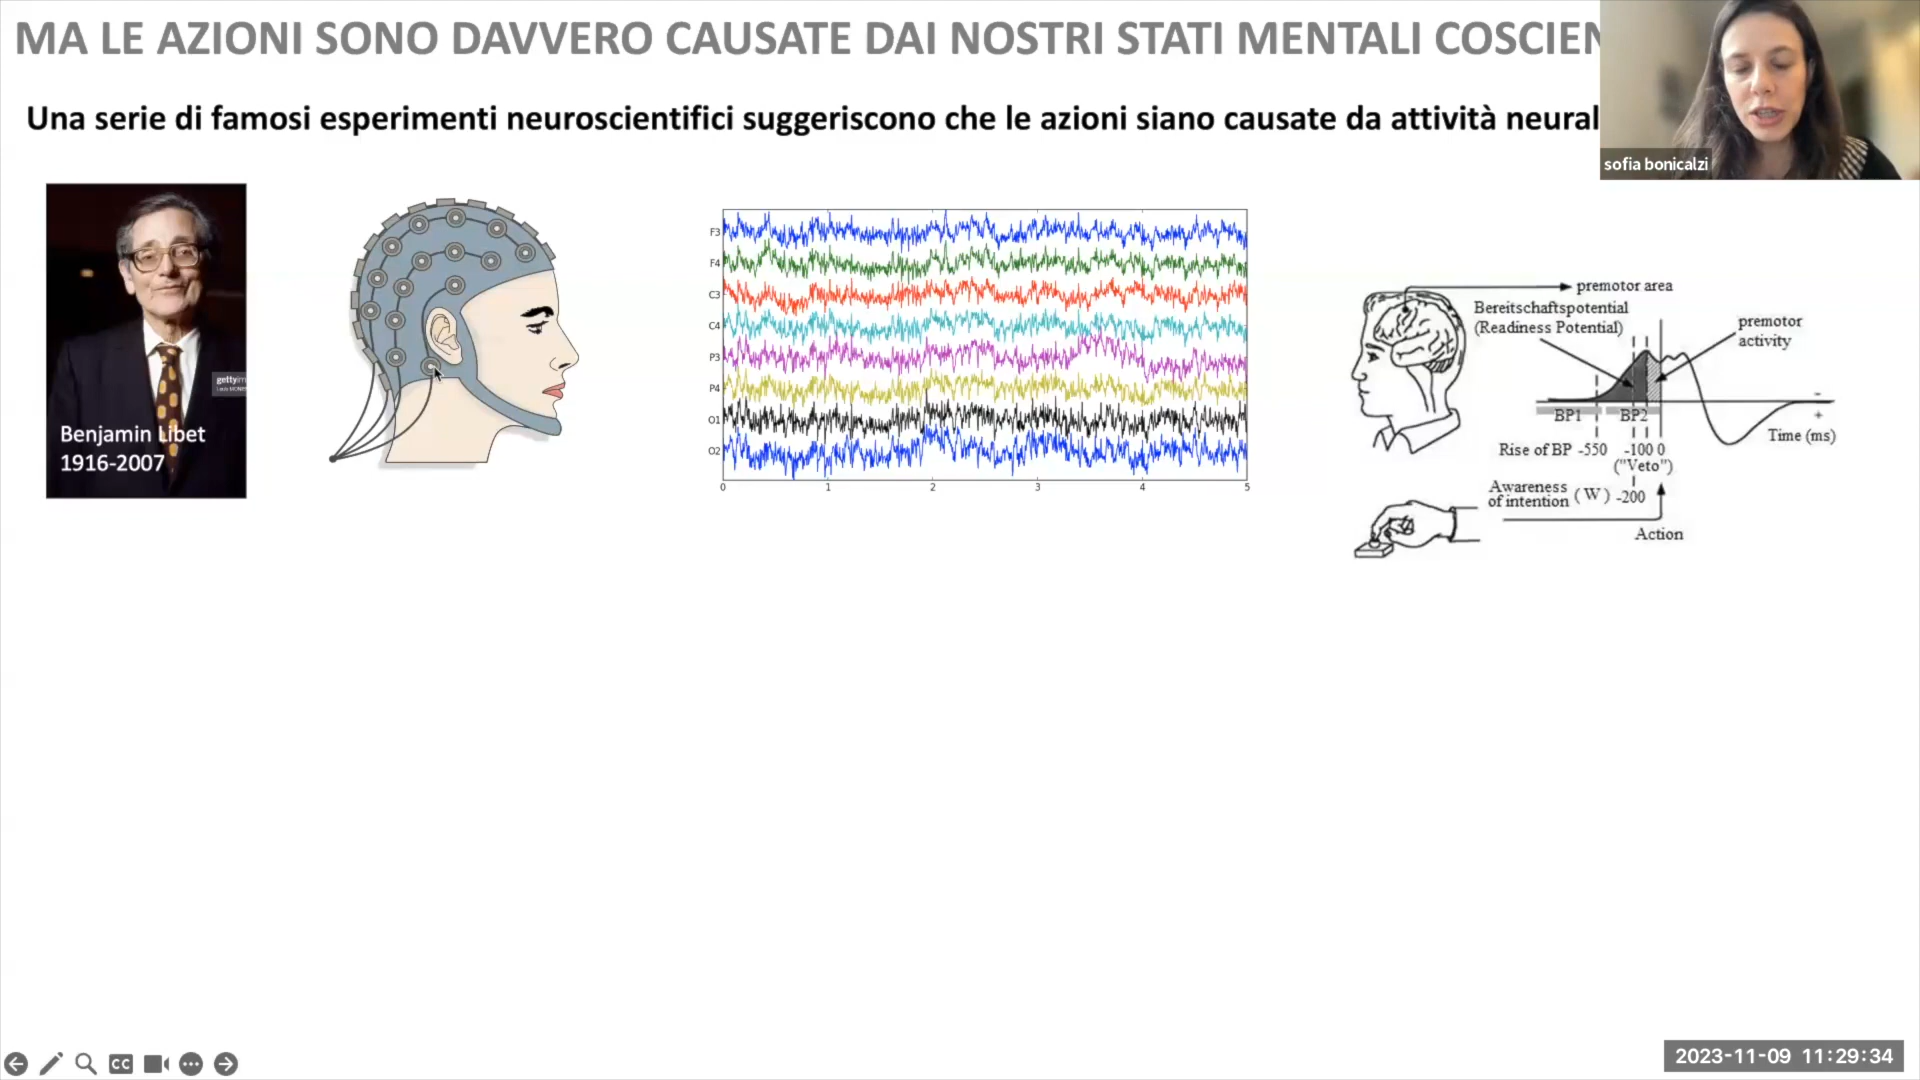 MA LE AZIONI SONO DAVVERO CAUSATE DAI NOSTRI STATI MENTALI COSCIEN
Una serie di famosi esperimenti neuroscientifici suggeriscono che le azioni siano causate da attività neural
sofia bonicalzi
gettyim
Benjamin Libet
1916-2007
F3
F4
C3
C4
P3
P4
O1
O2
0 1 2 3 4 5
premotor area
Bereitschaftspotential
(Readiness Potential)
premotor
activity
BP1 BP2
-
+
Time (ms)
Rise of BP -550 -100 0
("Veto")
Awareness
of intention (W) -200
Action
CC
2023-11-09 11:29:34